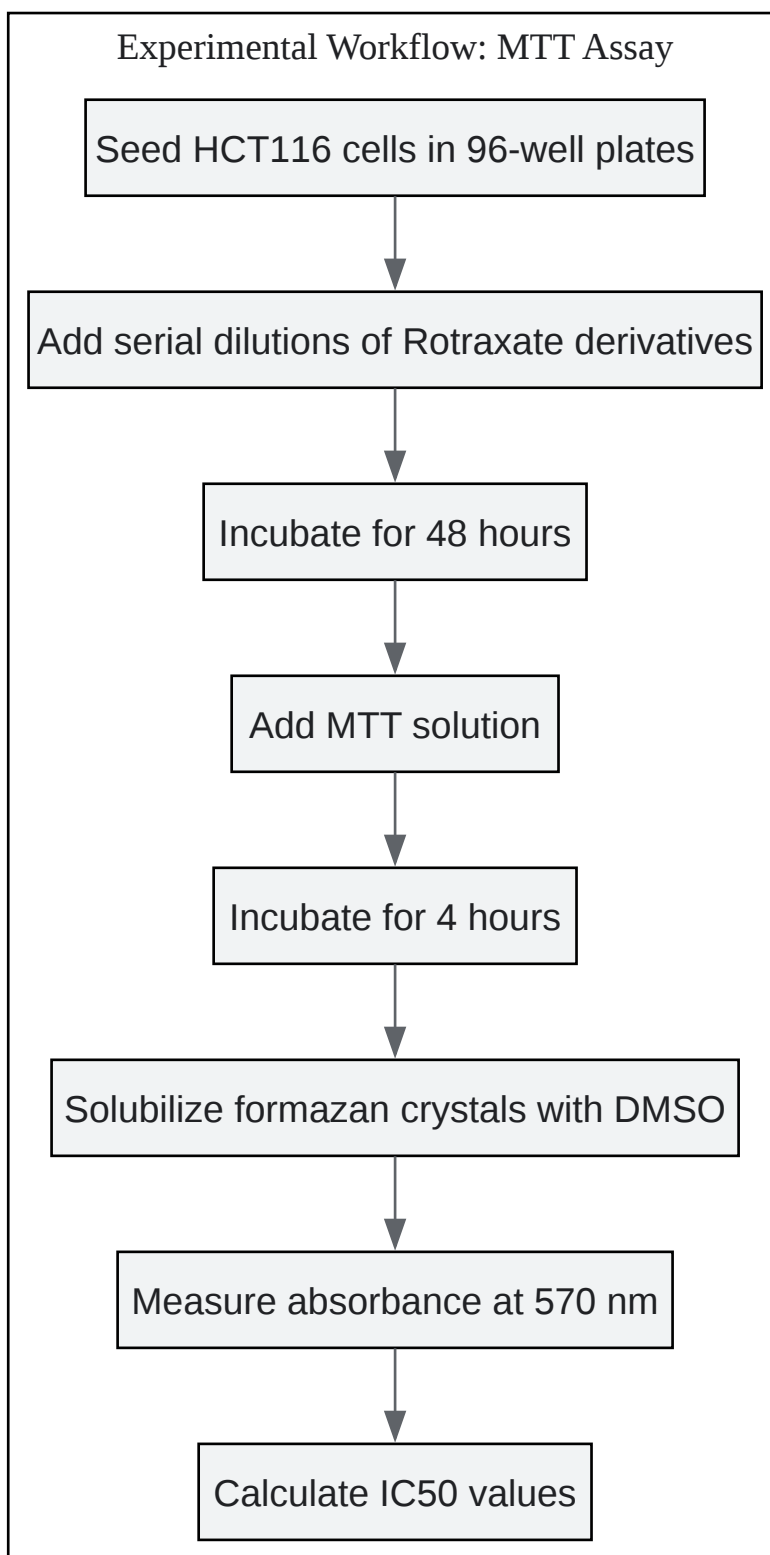 Experimental Workflow: MTT Assay
Seed HCT116 cells in 96-well plates
Add serial dilutions of Rotraxate derivatives
Incubate for 48 hours
Add MTT solution
Incubate for 4 hours
Solubilize formazan crystals with DMSO
Measure absorbance at 570 nm
Calculate IC50 values